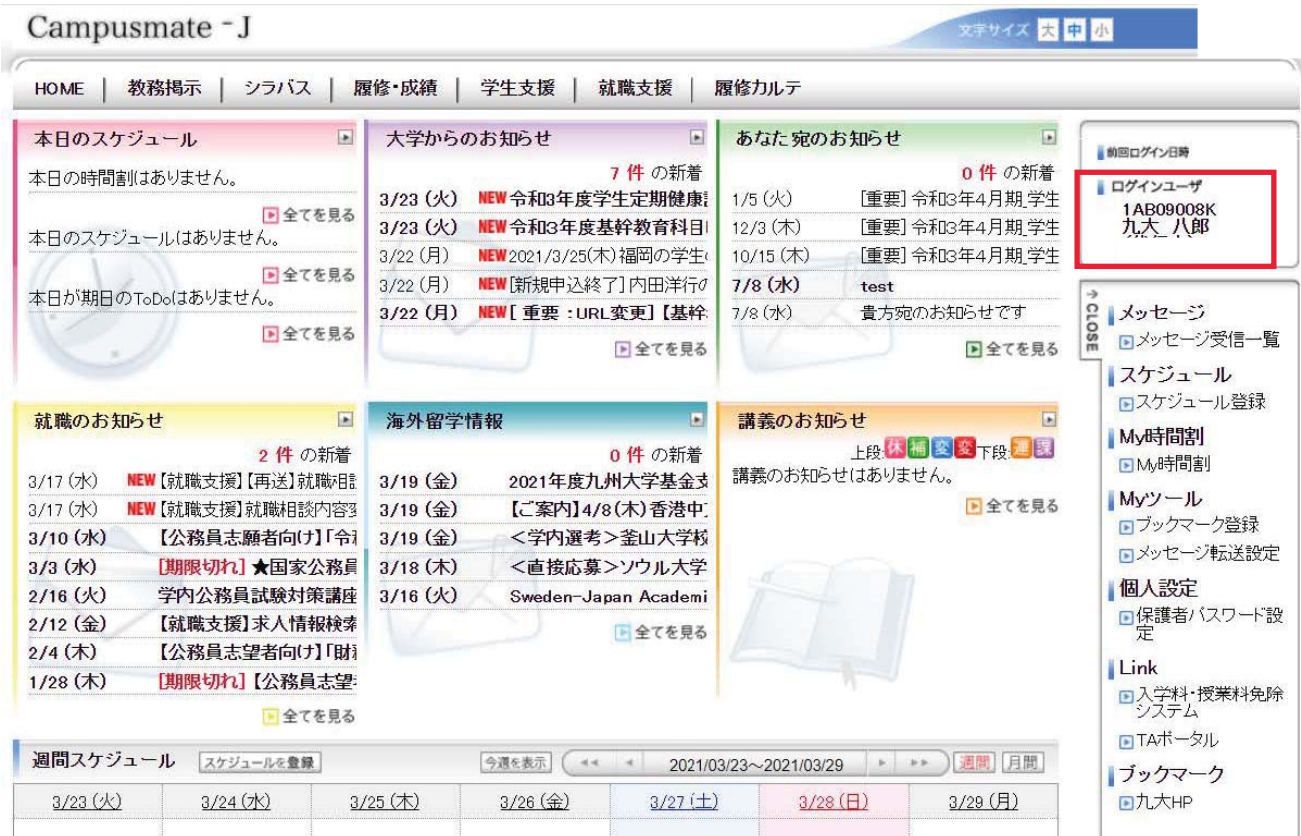 Campusmate - J
文字サイズ 大 中 小
HOME | 教務掲示 | シラバス | 履修・成績 | 学生支援 | 就職支援 | 履修カルテ
本日のスケジュール
本日の時間割はありません。
全てを見る
本日のスケジュールはありません。
全てを見る
本日が期日のToDoはありません。
全てを見る
大学からのお知らせ
7 件 の新着
3/23 (火) NEW 令和3年度学生定期健康
3/23 (火) NEW 令和3年度基幹教育科目
3/22 (月) NEW 2021/3/25(木)福岡の学生
3/22 (月) NEW [新規申込終了]内田洋行の
3/22 (月) NEW [ 重要 :URL変更]【基幹
全てを見る
あなた宛のお知らせ
0 件 の新着
1/5 (火) [重要] 令和3年4月期_学生
12/3 (木) [重要] 令和3年4月期_学生
10/15 (木) [重要] 令和3年4月期_学生
7/8 (水) test
7/8 (水) 貴方宛のお知らせです
全てを見る
就職のお知らせ
2 件 の新着
3/17 (水) NEW 【就職支援】【再送】就職相談
3/17 (水) NEW 【就職支援】就職相談内容変
3/10 (水) 【公務員志願者向け】「令和
3/3 (水) [期限切れ] ★国家公務員
2/16 (火) 学内公務員試験対策講座
2/12 (金) 【就職支援】求人情報検索
2/4 (木) 【公務員志望者向け】「財務
1/28 (木) [期限切れ] 【公務員志望
全てを見る
海外留学情報
0 件 の新着
3/19 (金) 2021年度九州大学基金支
3/19 (金) 【ご案内】4/8(木)香港中
3/19 (金) <学内選考>釜山大学校
3/18 (木) <直接応募>ソウル大学
3/16 (火) Sweden-Japan Academi
全てを見る
講義のお知らせ
上段:休 補 変 変 下段:運 課
講義のお知らせはありません。
全てを見る
前回ログイン日時
ログインユーザ
1AB09008K
九大 八郎
CLOSE
メッセージ
メッセージ受信一覧
スケジュール
スケジュール登録
My時間割
My時間割
Myツール
ブックマーク登録
メッセージ転送設定
個人設定
保護者パスワード設
定
Link
入学料・授業料免除
システム
TAポータル
ブックマーク
九大HP
週間スケジュール スケジュールを登録 今週を表示 2021/03/23~2021/03/29 週間 月間
3/23 (火) 3/24 (水) 3/25 (木) 3/26 (金) 3/27 (土) 3/28 (日) 3/29 (月)